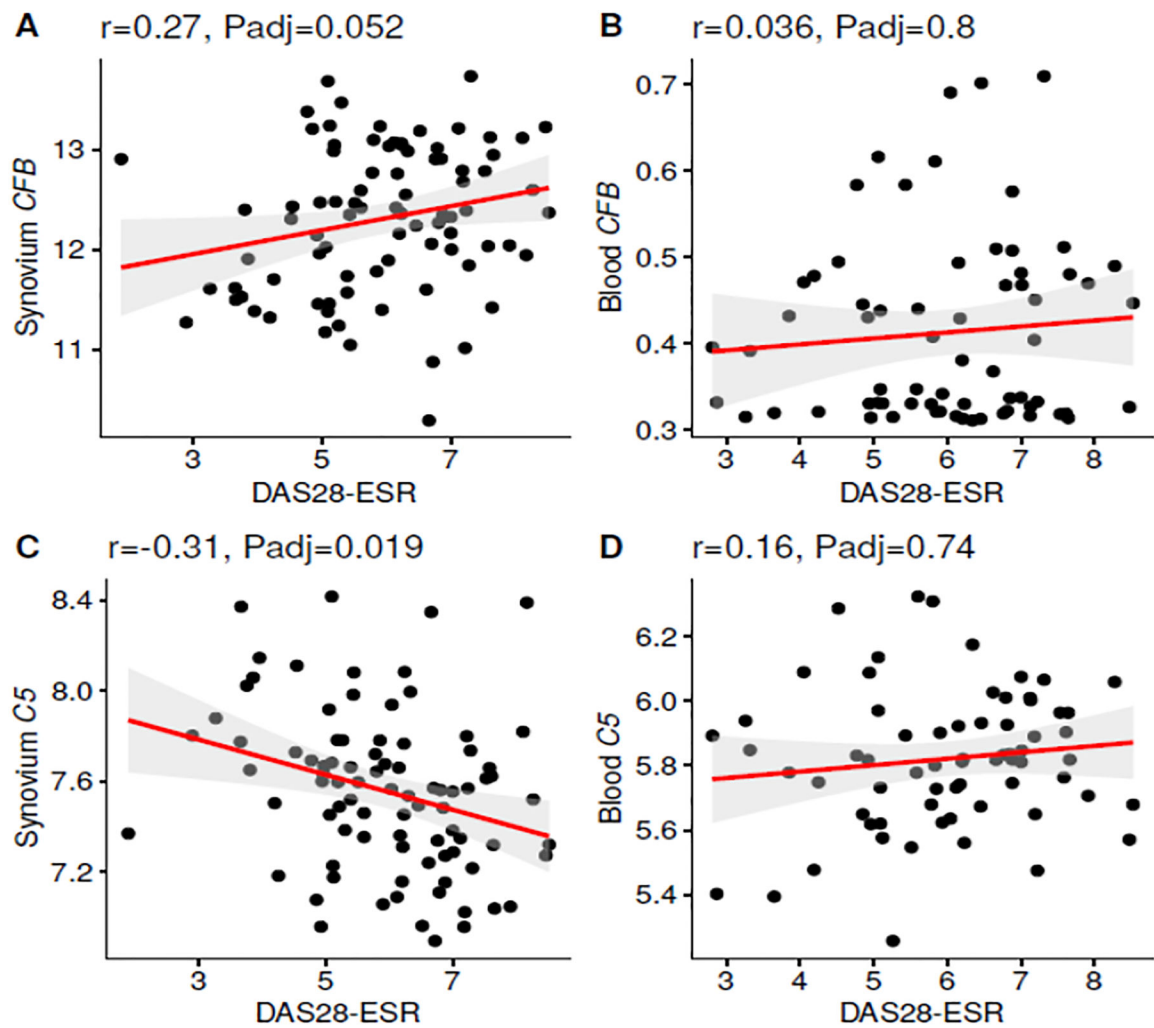 A r=0.27, Padj=0.052
Synovium CFB
13
12
11
3 5 7
DAS28-ESR
B r=0.036, Padj=0.8
Blood CFB
0.7
0.6
0.5
0.4
0.3
3 4 5 6 7 8
DAS28-ESR
C r=-0.31, Padj=0.019
Synovium C5
8.4
8.0
7.6
7.2
3 5 7
DAS28-ESR
D r=0.16, Padj=0.74
Blood C5
6.2
6.0
5.8
5.6
5.4
3 4 5 6 7 8
DAS28-ESR